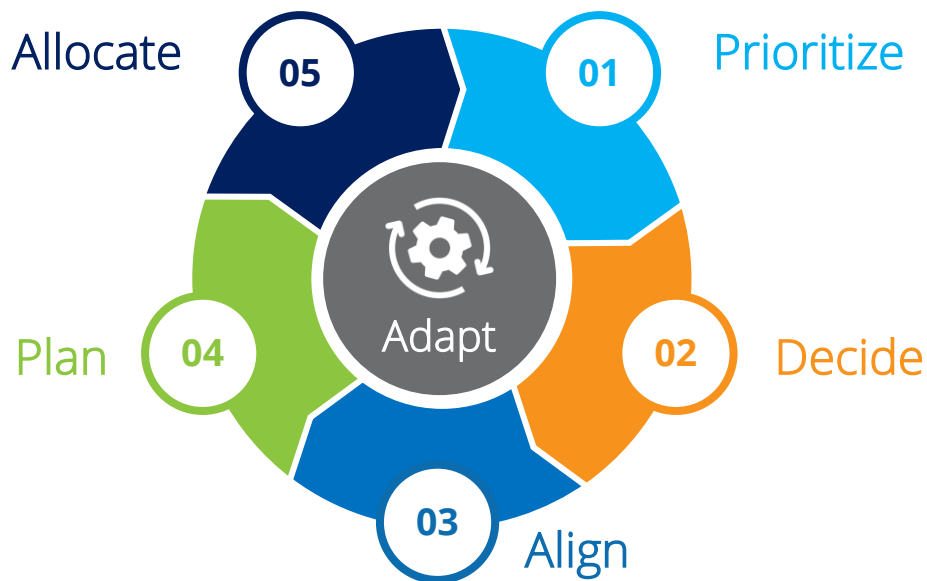 Allocate
05
01
Prioritize
Adapt
Plan
04
02
Decide
03
Align